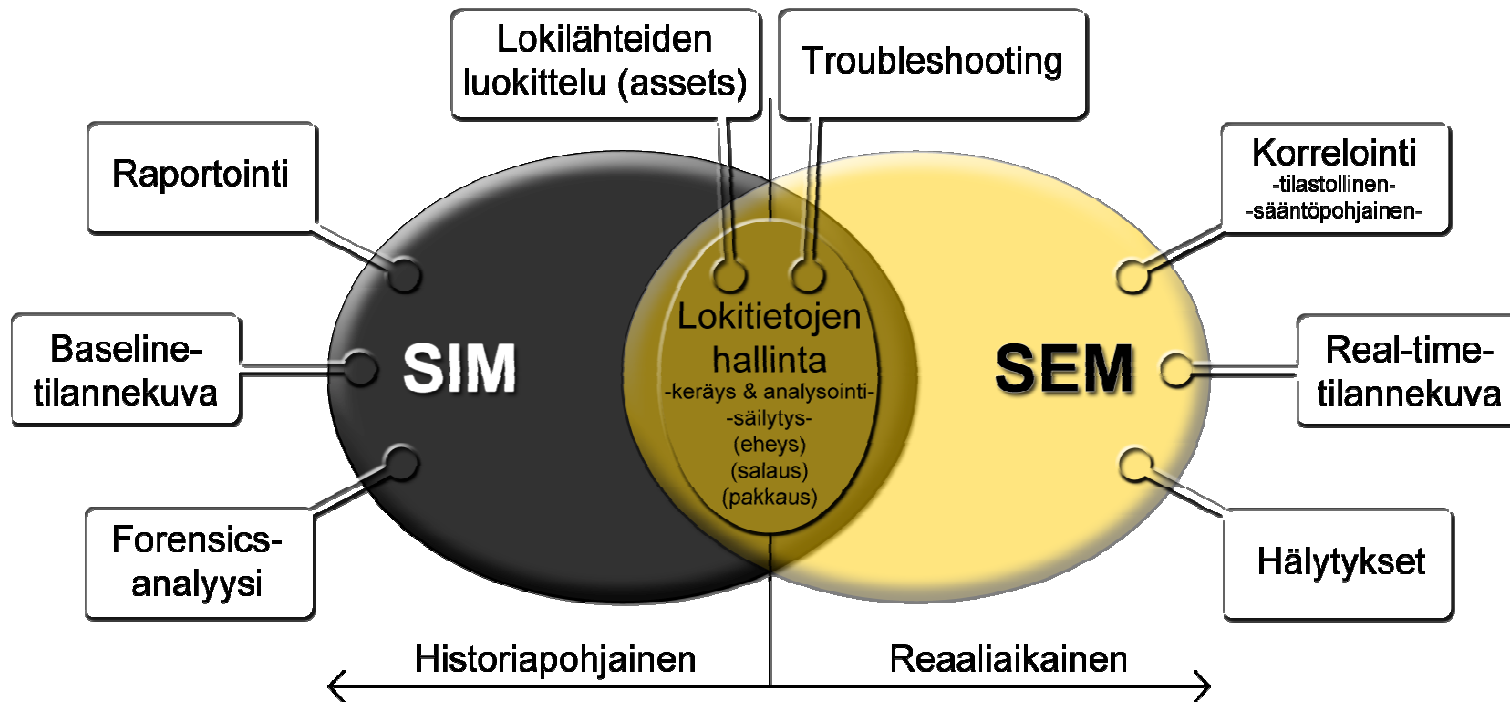 Lokilähteiden
luokittelu (assets)
Troubleshooting
Raportointi
Korrelointi
-tilastollinen-
-sääntöpohjainen-
Baseline-
tilannekuva
SIM
Lokitietojen
hallinta
-keräys & analysointi-
-säilytys-
(eheys)
(salaus)
(pakkaus)
SEM
Real-time-
tilannekuva
Forensics-
analyysi
Hälytykset
Historiapohjainen
Reaaliaikainen